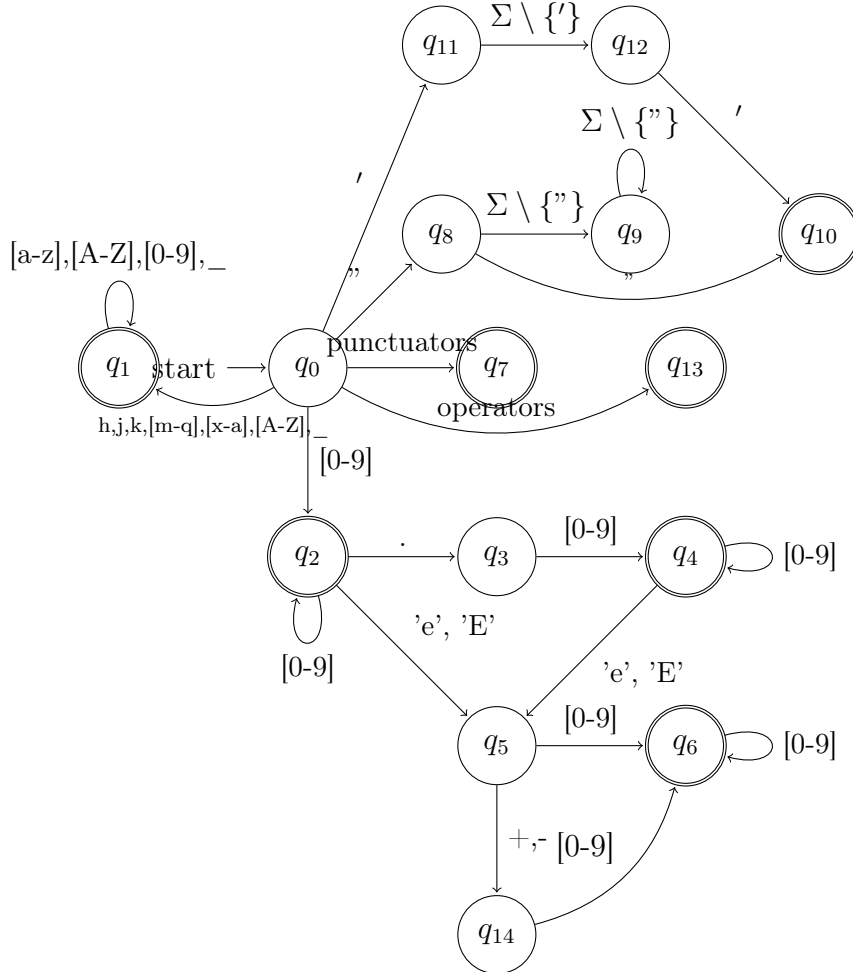 Σ \ {'}
q11
q12
'
'
Σ \ {”}
Σ \ {”}
q8
q9
q10
”
”
[a-z],[A-Z],[0-9],_
punctuators
q1
start
q0
q7
q13
operators
h,j,k,[m-q],[x-a],[A-Z],_
[0-9]
.
[0-9]
q2
q3
q4
[0-9]
'e', 'E'
[0-9]
'e', 'E'
[0-9]
q5
q6
[0-9]
+,-
[0-9]
q14